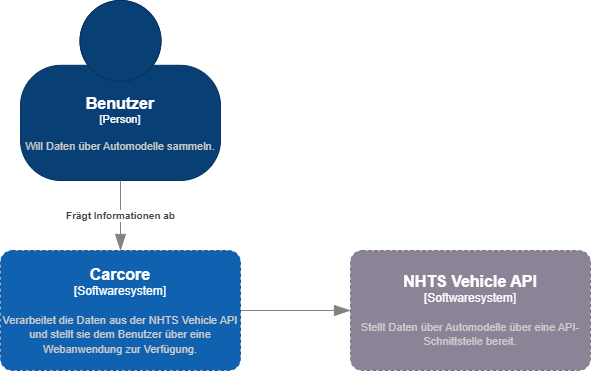 Benutzer
[Person]
Will Daten über Automodelle sammeln.
Frägt Informationen ab
Carcore
[Softwaresystem]
Verarbeitet die Daten aus der NHTS Vehicle API
und stellt sie dem Benutzer über eine
Webanwendung zur Verfügung.
NHTS Vehicle API
[Softwaresystem]
Stellt Daten über Automodelle über eine API-
Schnittstelle bereit.